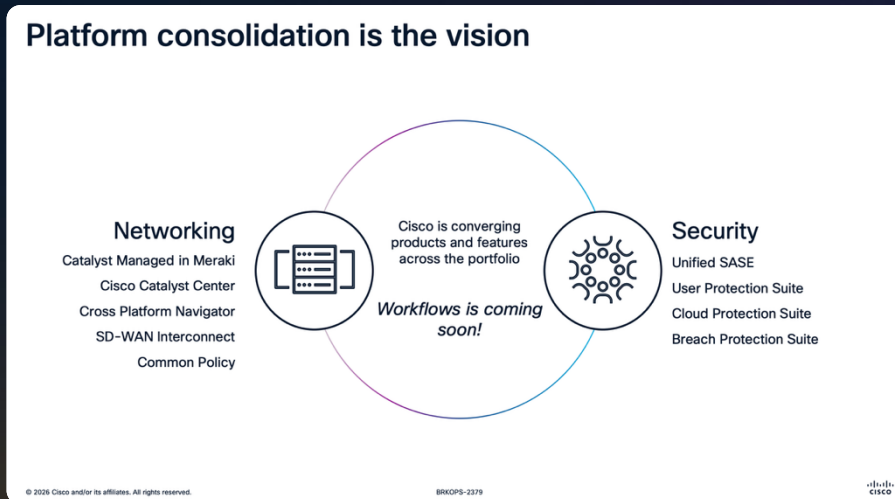 Platform consolidation is the vision
Networking
Catalyst Managed in Meraki
Cisco Catalyst Center
Cross Platform Navigator
SD-WAN Interconnect
Common Policy
Cisco is converging
products and features
across the portfolio
Workflows is coming
soon!
Security
Unified SASE
User Protection Suite
Cloud Protection Suite
Breach Protection Suite
© 2026 Cisco and/or its affiliates. All rights reserved.
BRKOPS-2379
CISCO